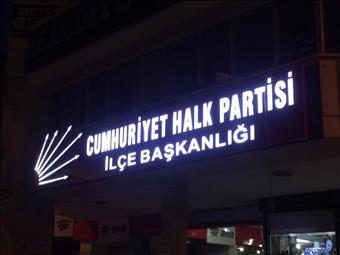 CUMHURİYET HALK PARTİSİ
İLÇE BAŞKANLIĞI